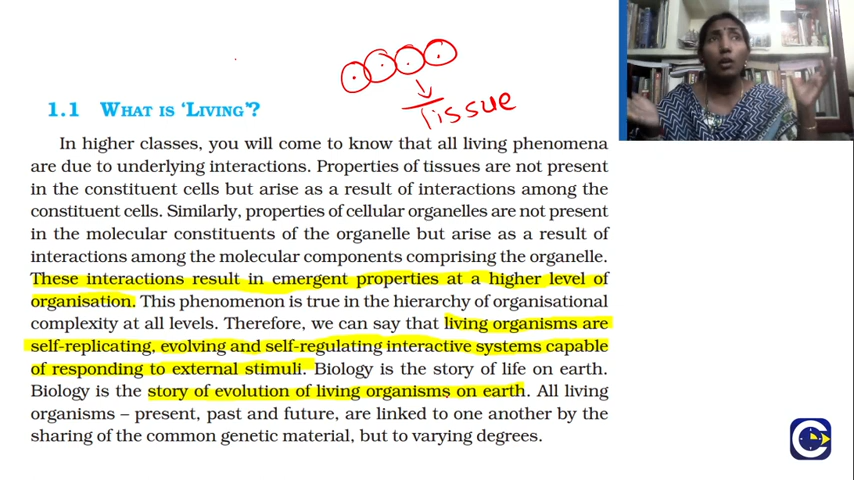 Tissue
1.1 WHAT IS ‘LIVING’?
In higher classes, you will come to know that all living phenomena
are due to underlying interactions. Properties of tissues are not present
in the constituent cells but arise as a result of interactions among the
constituent cells. Similarly, properties of cellular organelles are not present
in the molecular constituents of the organelle but arise as a result of
interactions among the molecular components comprising the organelle.
These interactions result in emergent properties at a higher level of
organisation. This phenomenon is true in the hierarchy of organisational
complexity at all levels. Therefore, we can say that living organisms are
self-replicating, evolving and self-regulating interactive systems capable
of responding to external stimuli. Biology is the story of life on earth.
Biology is the story of evolution of living organisms on earth. All living
organisms – present, past and future, are linked to one another by the
sharing of the common genetic material, but to varying degrees.